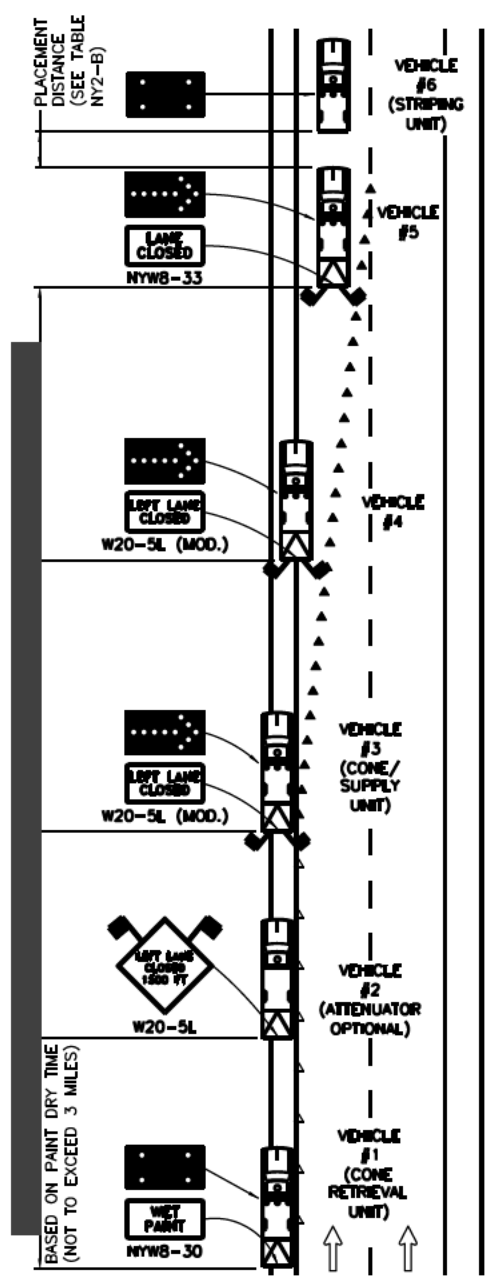 PLACEMENT
DISTANCE
(SEE TABLE
NY2-B)
VEHICLE
#6
(STRIPING
UNIT)
LANE
CLOSED
NYW8-33
VEHICLE
#5
LEFT LANE
CLOSED
W20-5L (MOD.)
VEHICLE
#4
LEFT LANE
CLOSED
W20-5L (MOD.)
VEHICLE
#3
(CONE/
SUPPLY
UNIT)
LEFT LANE
CLOSED
1500 FT
W20-5L
VEHICLE
#2
(ATTENUATOR
OPTIONAL)
BASED ON PAINT DRY TIME
(NOT TO EXCEED 3 MILES)
WET
PAINT
NYW8-30
VEHICLE
#1
(CONE
RETRIEVAL
UNIT)